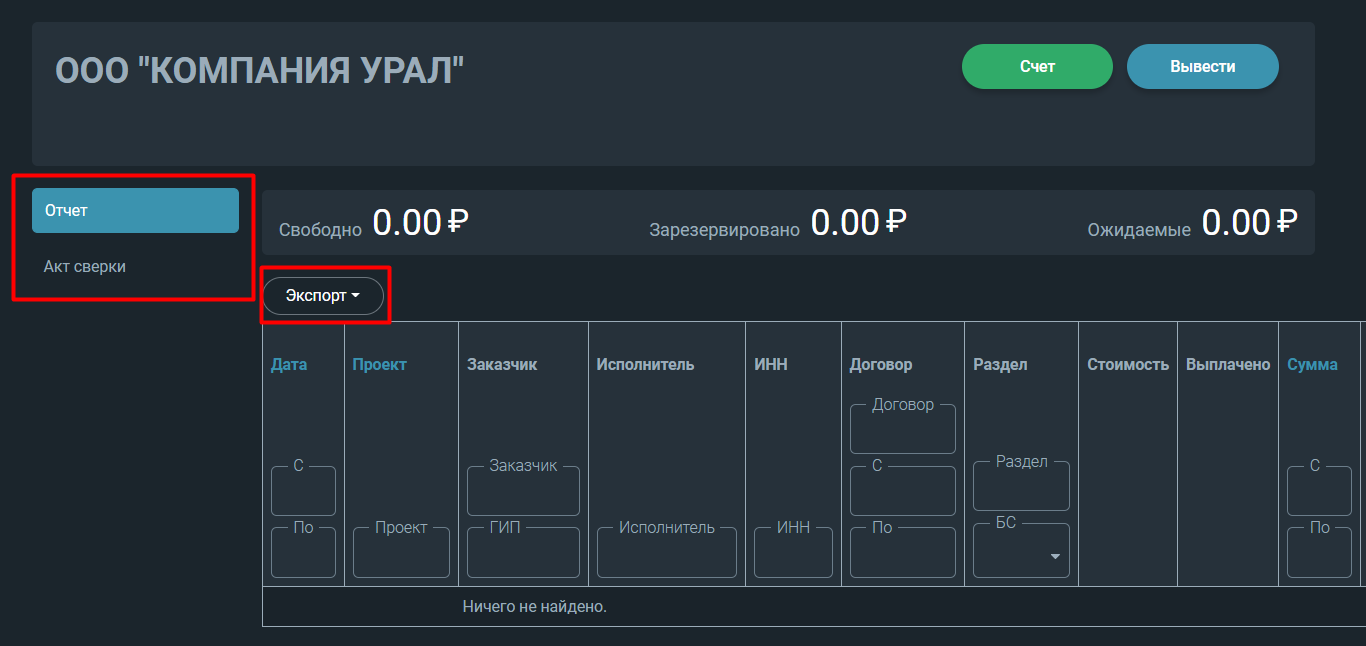 ООО "КОМПАНИЯ УРАЛ"
Счет
Вывести
Отчет
Акт сверки
Свободно 0.00 ₽
Зарезервировано 0.00 ₽
Ожидаемые 0.00 ₽
Экспорт
Дата Проект Заказчик Исполнитель ИНН Договор Раздел Стоимость Выплачено Сумма
Договор
С Заказчик С Раздел С
По Проект ГИП Исполнитель ИНН По БС По
Ничего не найдено.